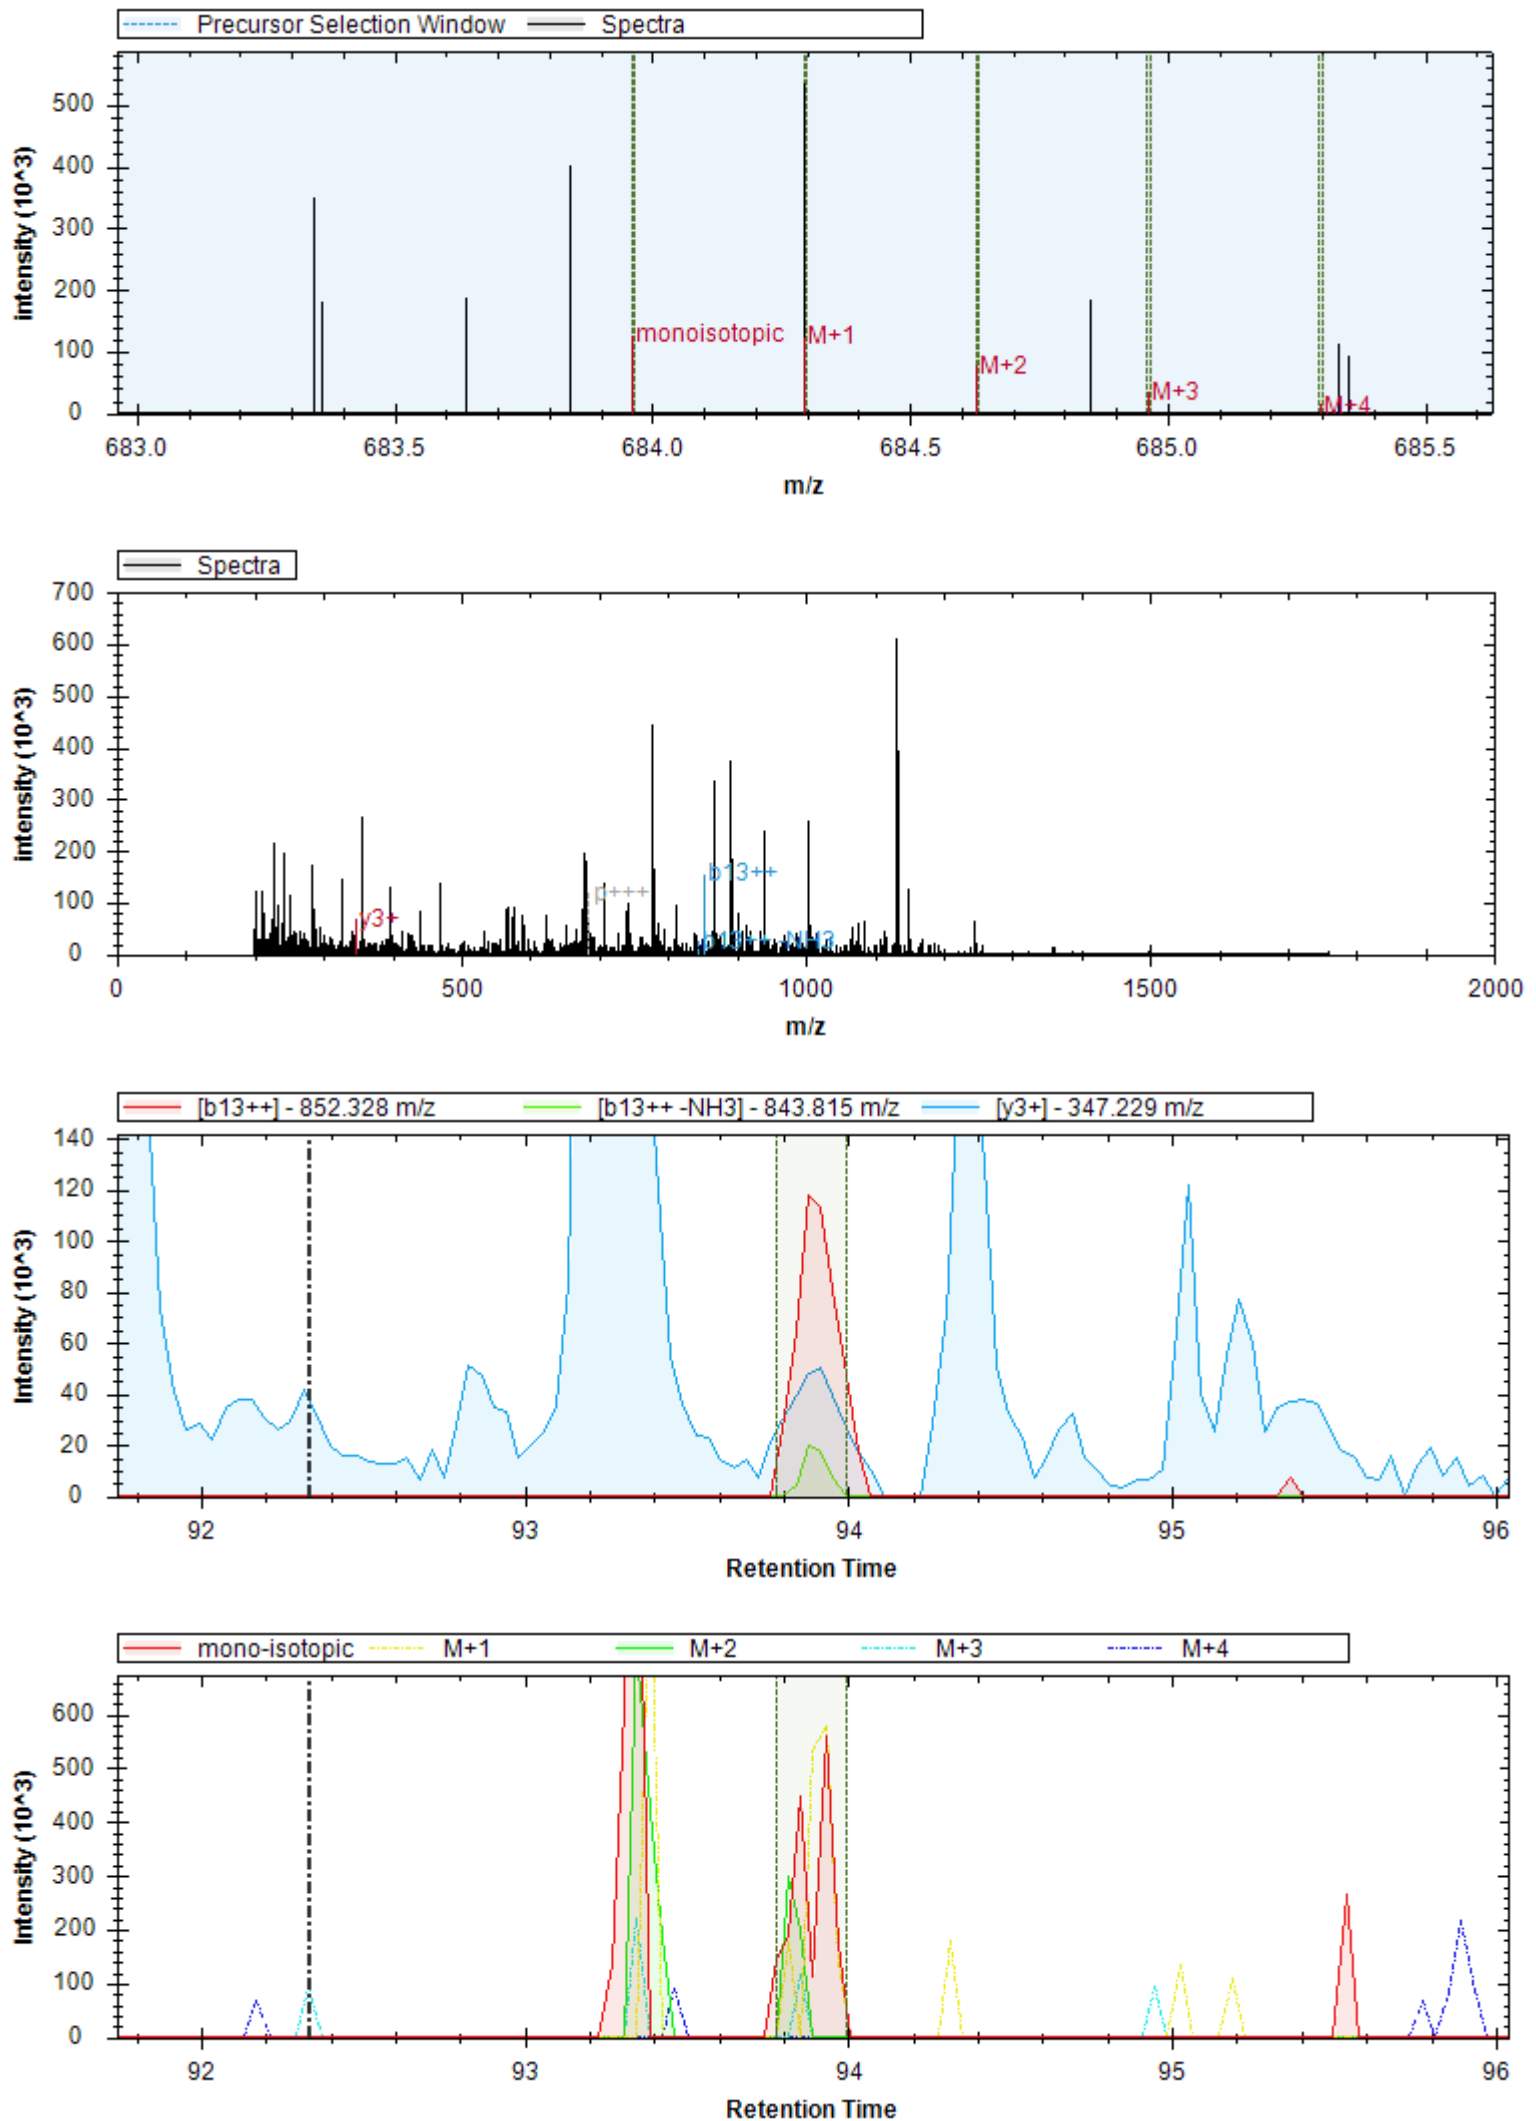 Precursor Selection Window Spectra
500
400
300
200
100
0
intensity (10^3)
monoisotopic
M+1
M+2
M+3
M+4
683.0 683.5 684.0 684.5 685.0 685.5
m/z
Spectra
700
600
500
400
300
200
100
0
intensity (10^3)
b13++
p+++
y3+
b13++ -NH3
0 500 1000 1500 2000
m/z
[b13++] - 852.328 m/z [b13++ -NH3] - 843.815 m/z [y3+] - 347.229 m/z
140
120
100
80
60
40
20
0
Intensity (10^3)
92 93 94 95 96
Retention Time
mono-isotopic M+1 M+2 M+3 M+4
600
500
400
300
200
100
0
Intensity (10^3)
92 93 94 95 96
Retention Time